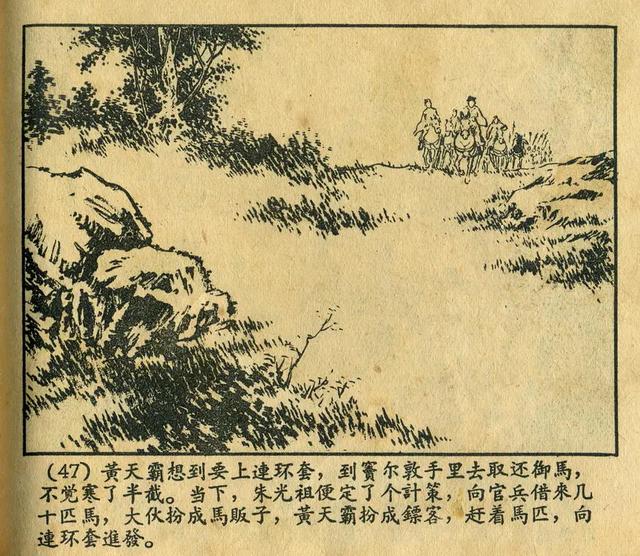 (47) 黃天霸想到要上連环套，到竇尔敦手里去取还御馬，
不觉寒了半截。当下，朱光祖便定了个計策，向官兵借來几
十匹馬，大伙扮成馬販子，黃天霸扮成鏢客，赶着馬匹，向
連环套進發。